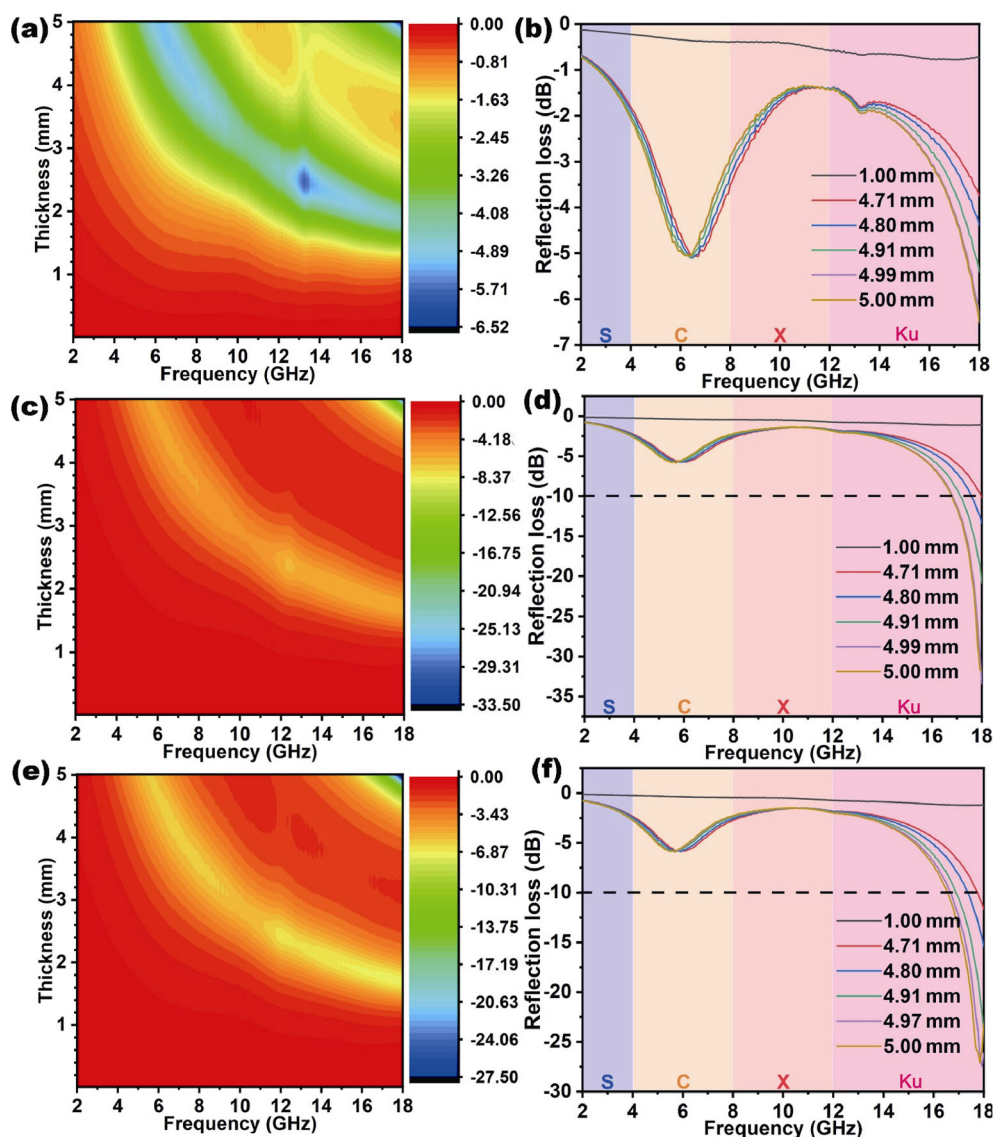 (a)
5
4
3
2
1
Thickness (mm)
2 4 6 8 10 12 14 16 18
Frequency (GHz)
0.00
-0.81
-1.63
-2.45
-3.26
-4.08
-4.89
-5.71
-6.52
(b)
0
-1
-2
-3
-4
-5
-6
-7
Reflection loss (dB)
1.00 mm
4.71 mm
4.80 mm
4.91 mm
4.99 mm
5.00 mm
S C X Ku
2 4 6 8 10 12 14 16 18
Frequency (GHz)
(c)
5
4
3
2
1
Thickness (mm)
2 4 6 8 10 12 14 16 18
Frequency (GHz)
0.00
-4.18
-8.37
-12.56
-16.75
-20.94
-25.13
-29.31
-33.50
(d)
0
-5
-10
-15
-20
-25
-30
-35
Reflection loss (dB)
1.00 mm
4.71 mm
4.80 mm
4.91 mm
4.99 mm
5.00 mm
S C X Ku
2 4 6 8 10 12 14 16 18
Frequency (GHz)
(e)
5
4
3
2
1
Thickness (mm)
2 4 6 8 10 12 14 16 18
Frequency (GHz)
0.00
-3.43
-6.87
-10.31
-13.75
-17.19
-20.63
-24.06
-27.50
(f)
0
-5
-10
-15
-20
-25
-30
Reflection loss (dB)
1.00 mm
4.71 mm
4.80 mm
4.91 mm
4.97 mm
5.00 mm
S C X Ku
2 4 6 8 10 12 14 16 18
Frequency (GHz)